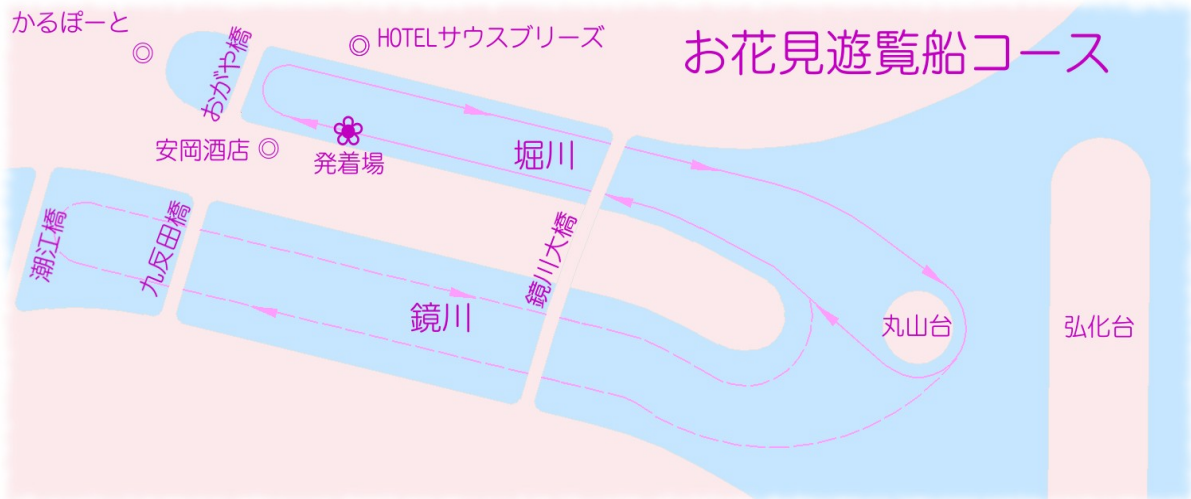 かるぽーと
おがや橋
HOTELサウスブリーズ
お花見遊覧船コース
安岡酒店
発着場
堀川
潮江橋
九反田橋
鏡川
鏡川大橋
丸山台
弘化台